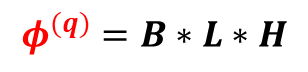 ϕ^(q) = B * L * H